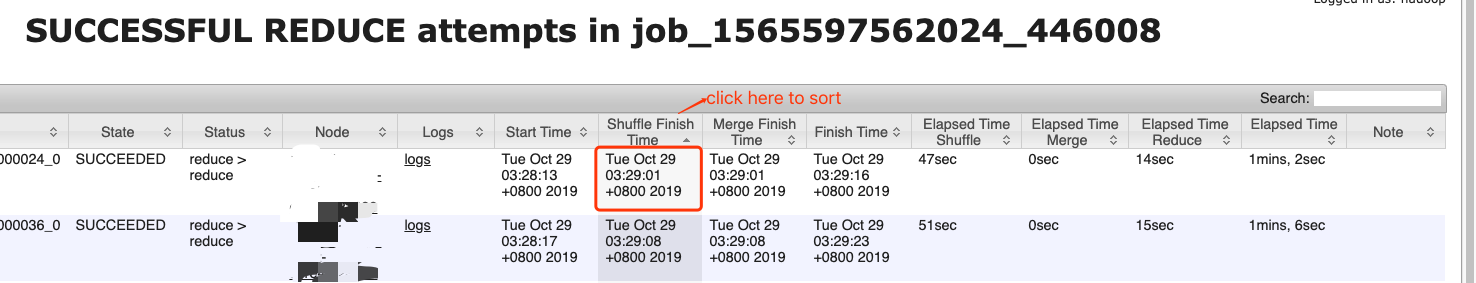 Logged in as: hadoop
SUCCESSFUL REDUCE attempts in job_1565597562024_446008
click here to sort
Search:
State Status Node Logs Start Time Shuffle Finish Time Merge Finish Time Finish Time Elapsed Time Shuffle Elapsed Time Merge Elapsed Time Reduce Elapsed Time Note
000024_0 SUCCEEDED reduce > logs Tue Oct 29 Tue Oct 29 Tue Oct 29 Tue Oct 29 47sec 0sec 14sec 1mins, 2sec
reduce 03:28:13 03:29:01 03:29:01 03:29:16
+0800 2019 +0800 2019 +0800 2019 +0800 2019
000036_0 SUCCEEDED reduce > logs Tue Oct 29 Tue Oct 29 Tue Oct 29 Tue Oct 29 51sec 0sec 15sec 1mins, 6sec
reduce 03:28:17 03:29:08 03:29:08 03:29:23
+0800 2019 +0800 2019 +0800 2019 +0800 2019